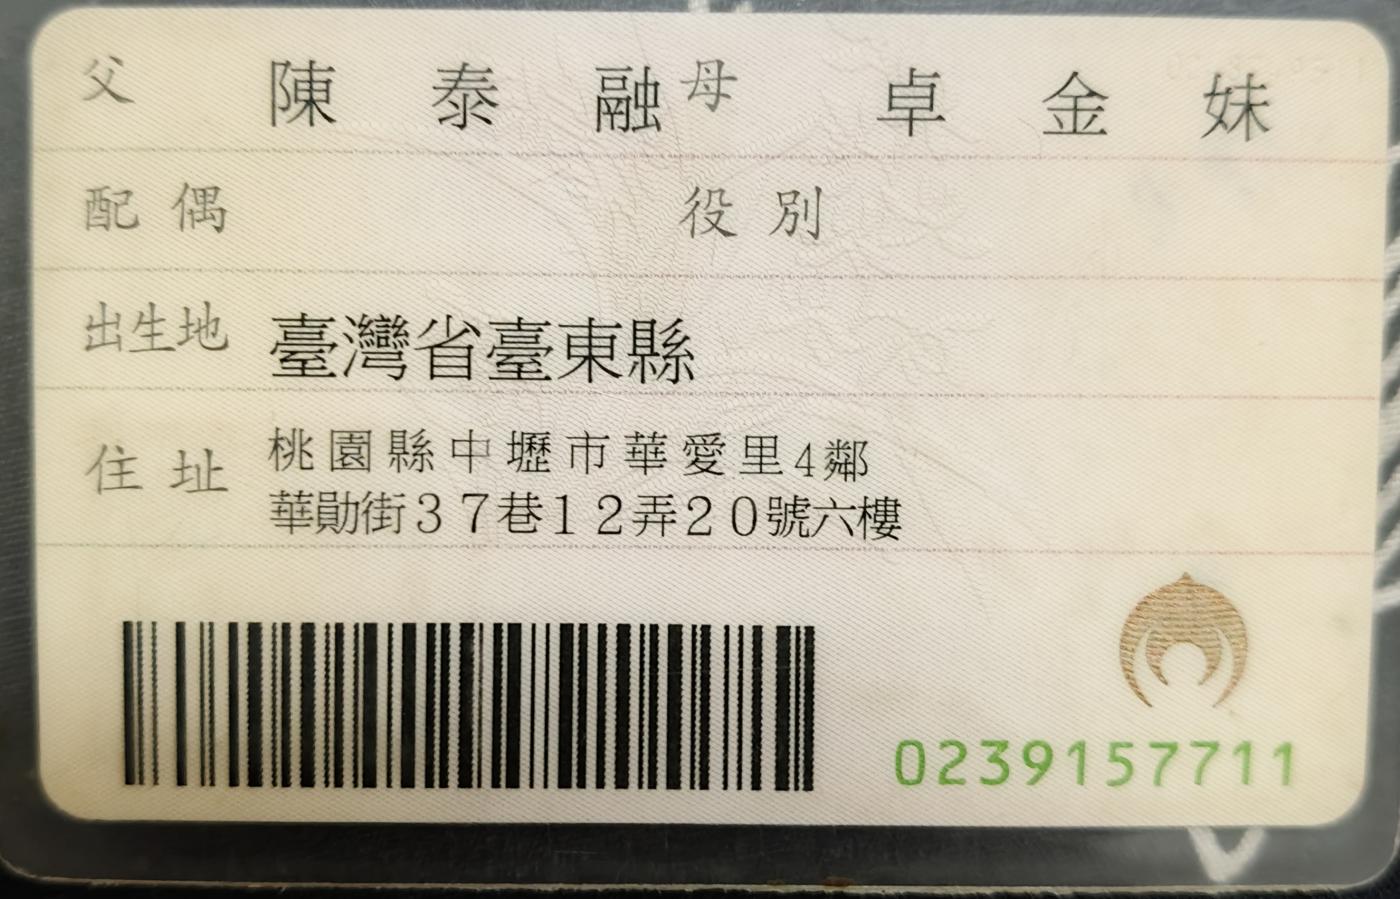 父 陳泰融 母 卓金妹
配偶 役別
出生地 臺灣省臺東縣
住址 桃園縣中壢市華愛里4鄰
華勛街37巷12弄20號六樓
0239157711